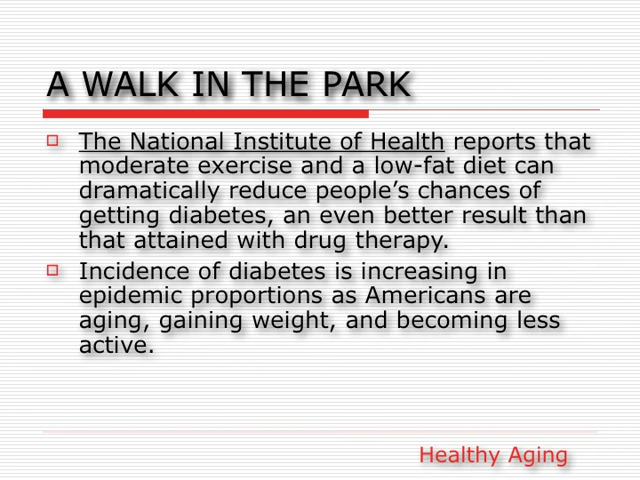 A WALK IN THE PARK
The National Institute of Health reports that
moderate exercise and a low-fat diet can
dramatically reduce people’s chances of
getting diabetes, an even better result than
that attained with drug therapy.
Incidence of diabetes is increasing in
epidemic proportions as Americans are
aging, gaining weight, and becoming less
active.
Healthy Aging